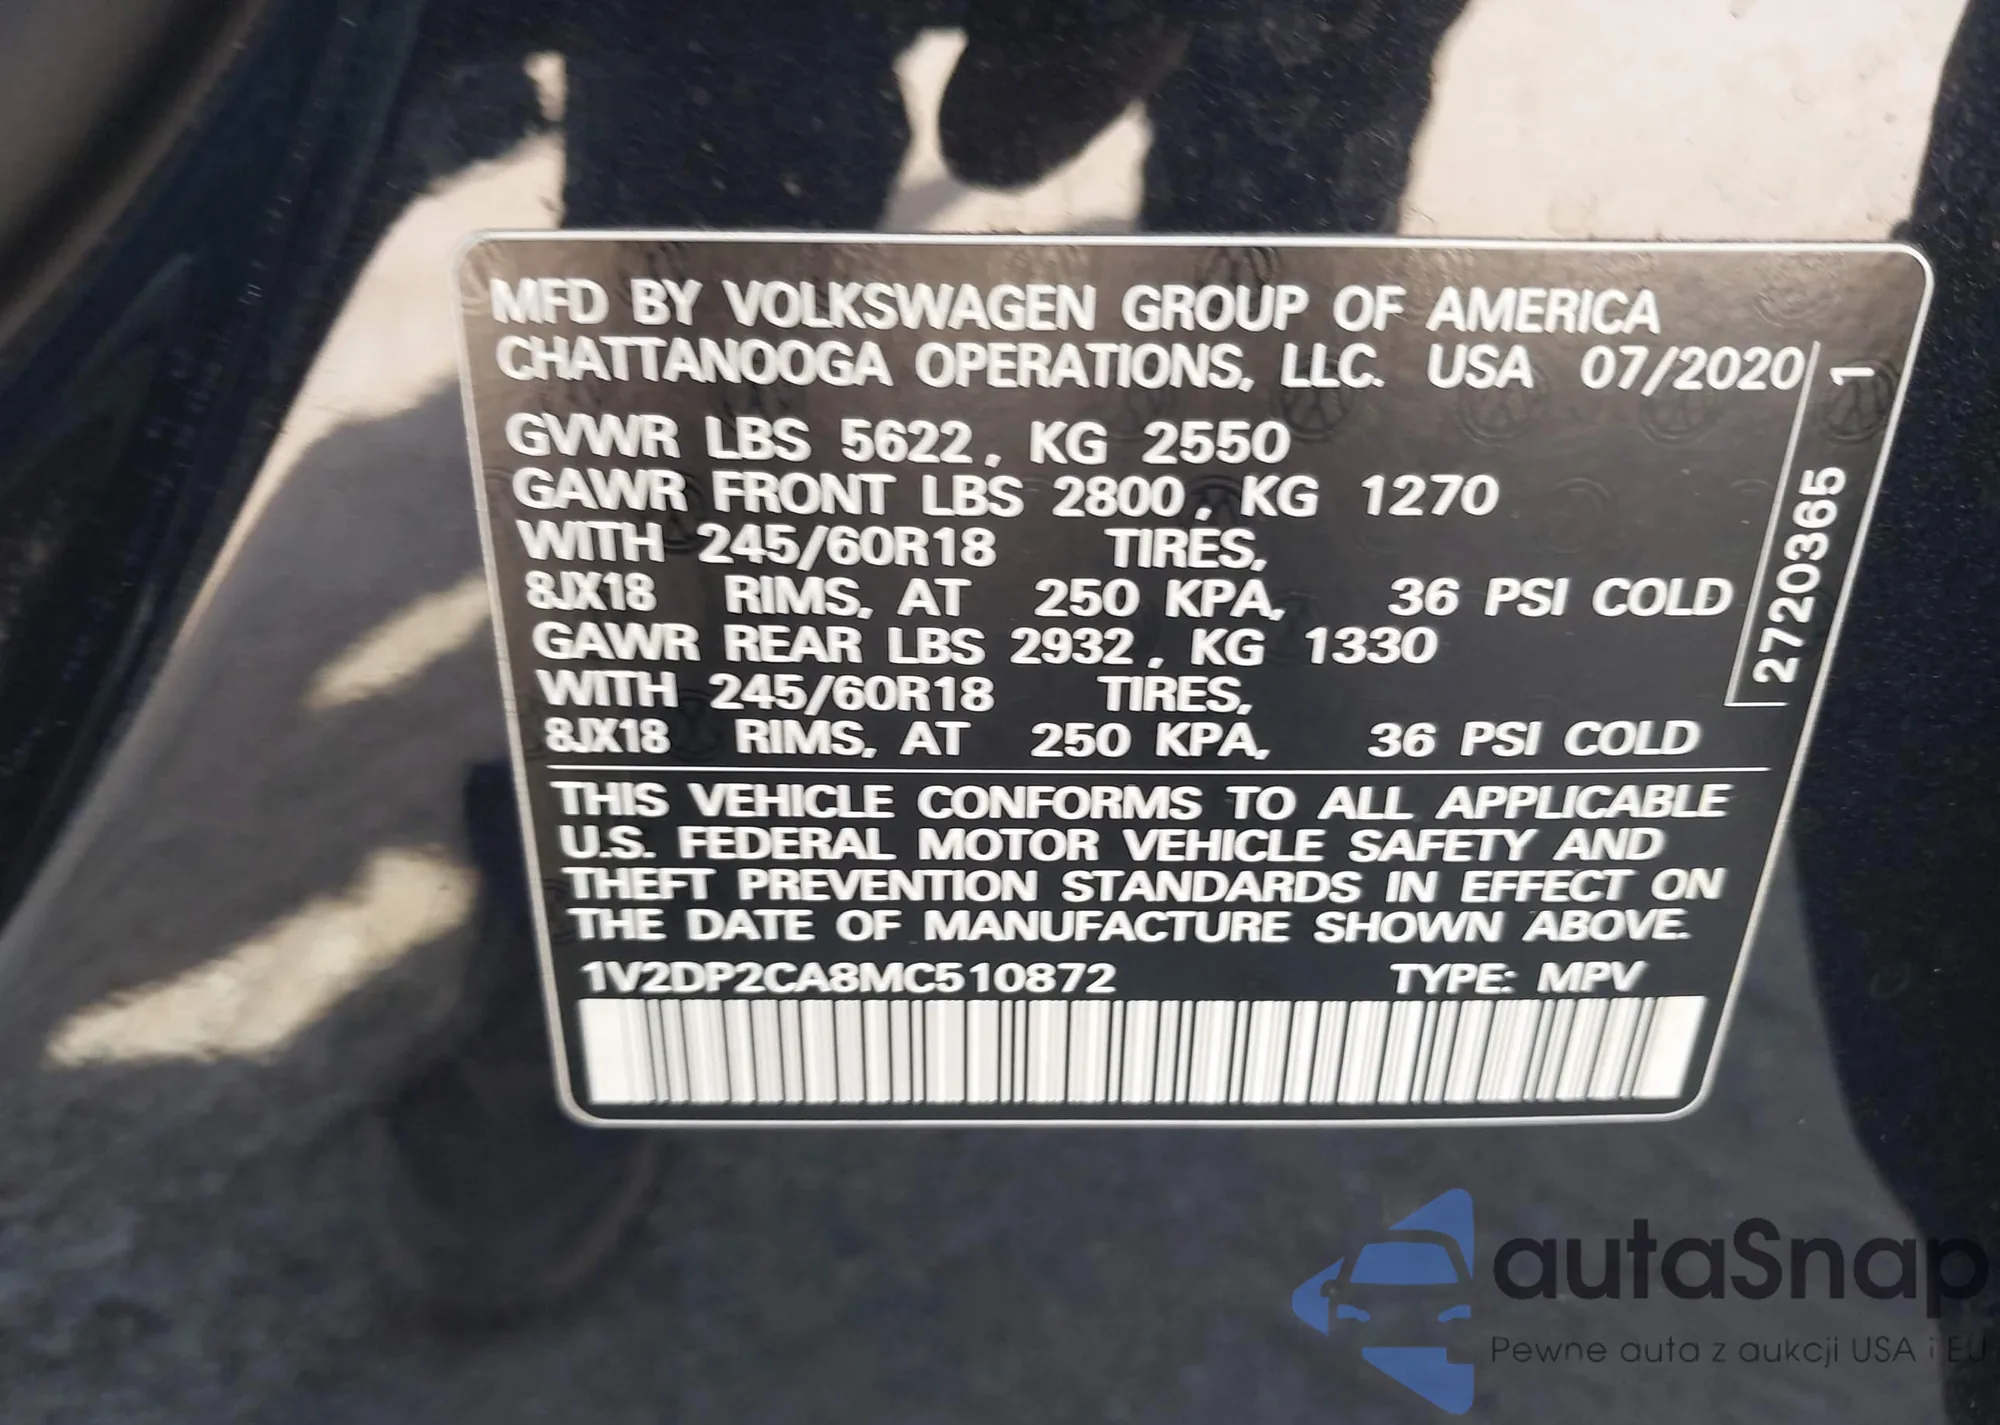 MFD BY VOLKSWAGEN GROUP OF AMERICA
CHATTANOOGA OPERATIONS, LLC. USA 07/2020
GVWR LBS 5622, KG 2550
GAWR FRONT LBS 2800, KG 1270
WITH 245/60R18 TIRES,
8JX18 RIMS, AT 250 KPA, 36 PSI COLD
GAWR REAR LBS 2932, KG 1330
WITH 245/60R18 TIRES,
8JX18 RIMS, AT 250 KPA, 36 PSI COLD
2720365 1
THIS VEHICLE CONFORMS TO ALL APPLICABLE
U.S. FEDERAL MOTOR VEHICLE SAFETY AND
THEFT PREVENTION STANDARDS IN EFFECT ON
THE DATE OF MANUFACTURE SHOWN ABOVE.
1V2DP2CA8MC510872 TYPE: MPV
autaSnap
Pewne auta z aukcji USA i EU